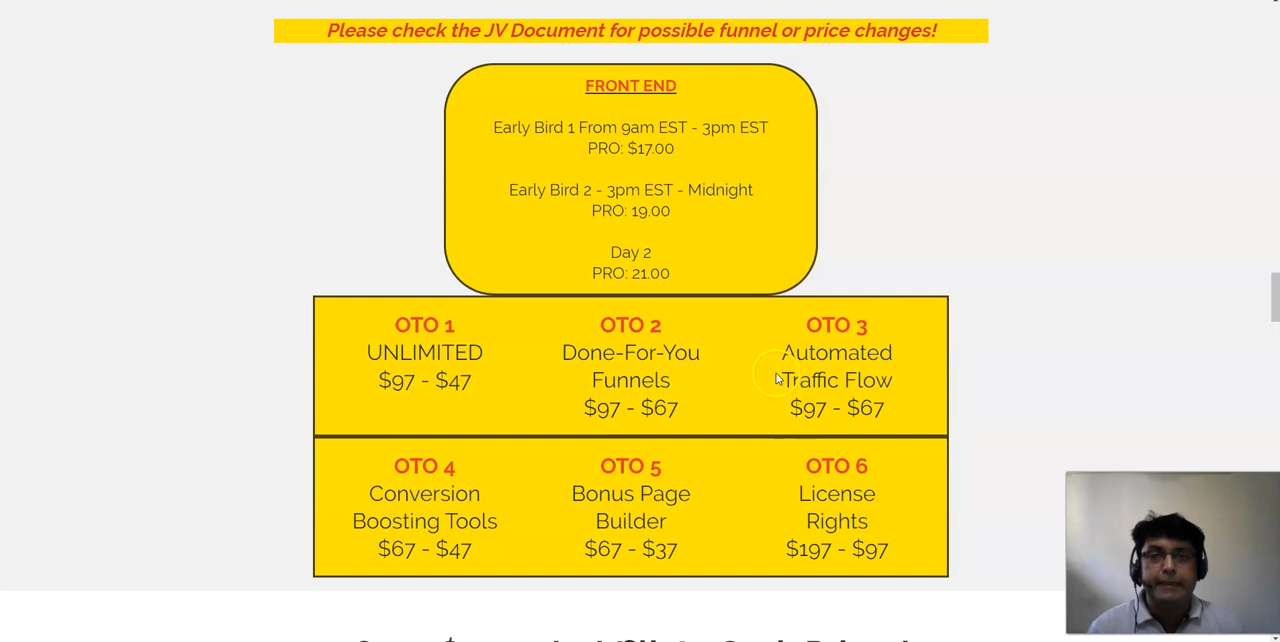 Please check the JV Document for possible funnel or price changes!
FRONT END
Early Bird 1 From 9am EST - 3pm EST
PRO: $17.00
Early Bird 2 - 3pm EST - Midnight
PRO: 19.00
Day 2
PRO: 21.00
OTO 1
UNLIMITED
$97 - $47
OTO 2
Done-For-You
Funnels
$97 - $67
OTO 3
Automated
Traffic Flow
$97 - $67
OTO 4
Conversion
Boosting Tools
$67 - $47
OTO 5
Bonus Page
Builder
$67 - $37
OTO 6
License
Rights
$197 - $97